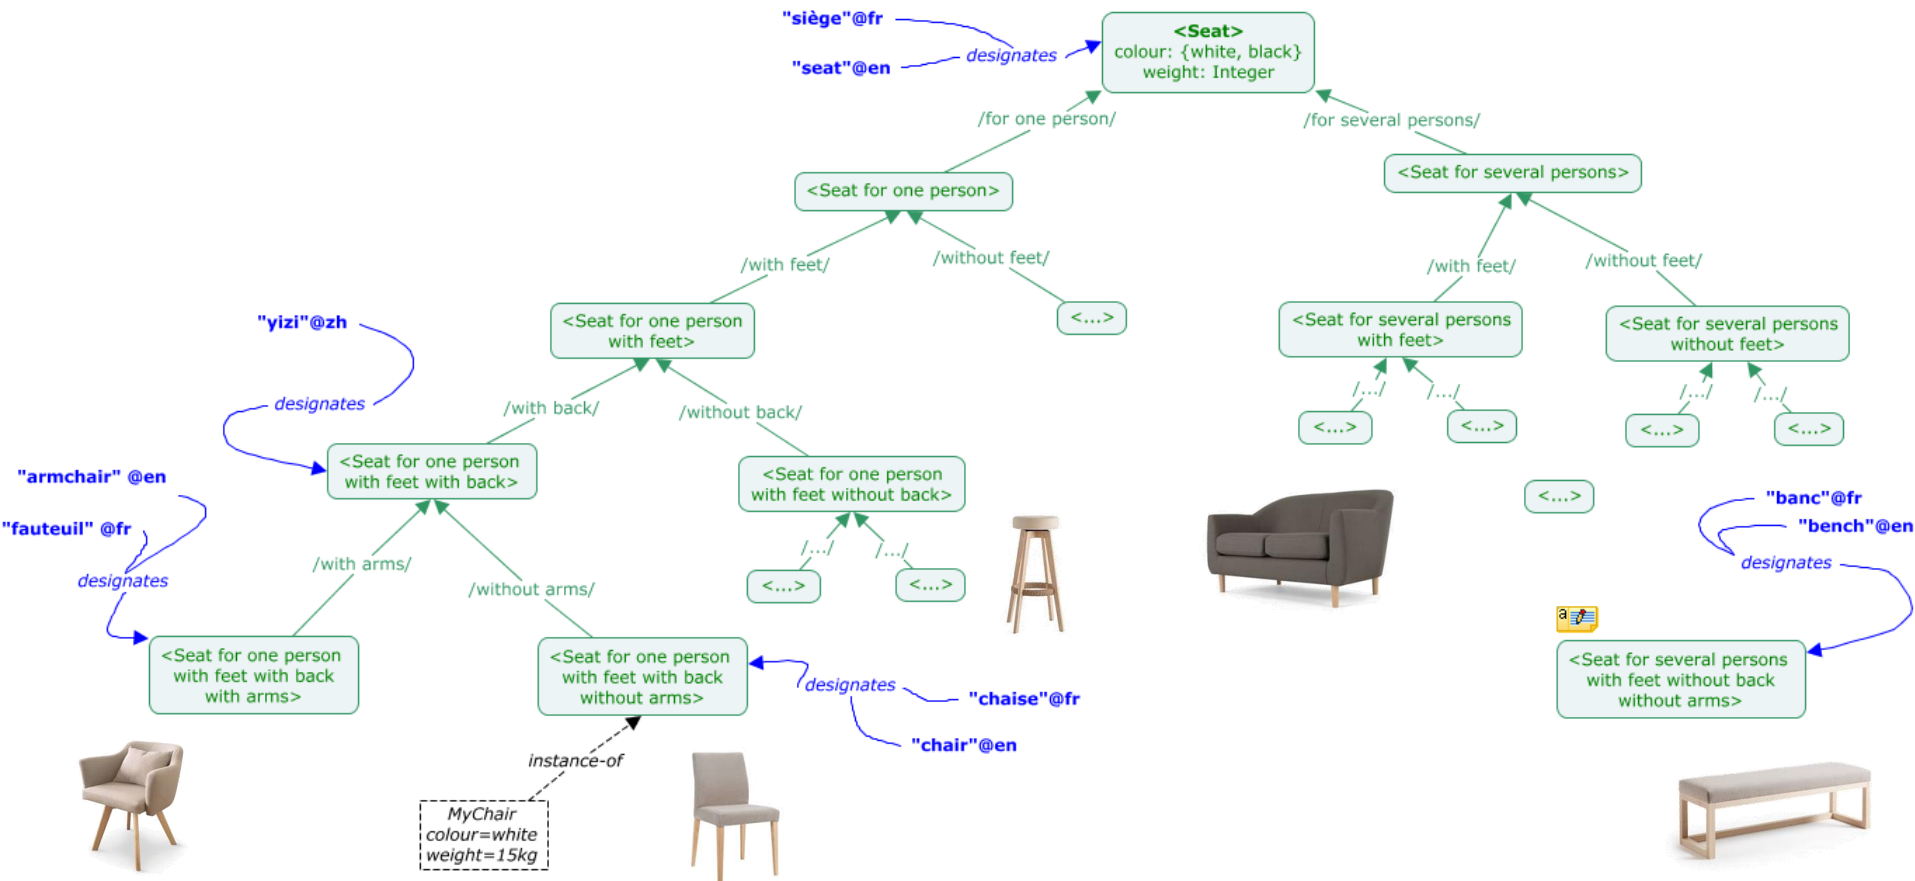 "siège"@fr
"seat"@en
designates
<Seat>
colour: {white, black}
weight: Integer
/for one person/
/for several persons/
<Seat for one person>
<Seat for several persons>
/with feet/
/without feet/
/with feet/
/without feet/
"yizi"@zh
<Seat for one person
with feet>
<...>
<Seat for several persons
with feet>
<Seat for several persons
without feet>
designates
/with back/
/without back/
/.../
/.../
/.../
/.../
<...>
<...>
<...>
<...>
"armchair" @en
"fauteuil" @fr
<Seat for one person
with feet with back>
<Seat for one person
with feet without back>
<...>
"banc"@fr
"bench"@en
designates
designates
/with arms/
/without arms/
/.../
/.../
<...>
<...>
a
<Seat for one person
with feet with back
with arms>
<Seat for one person
with feet with back
without arms>
designates
"chaise"@fr
"chair"@en
<Seat for several persons
with feet without back
without arms>
instance-of
MyChair
colour=white
weight=15kg